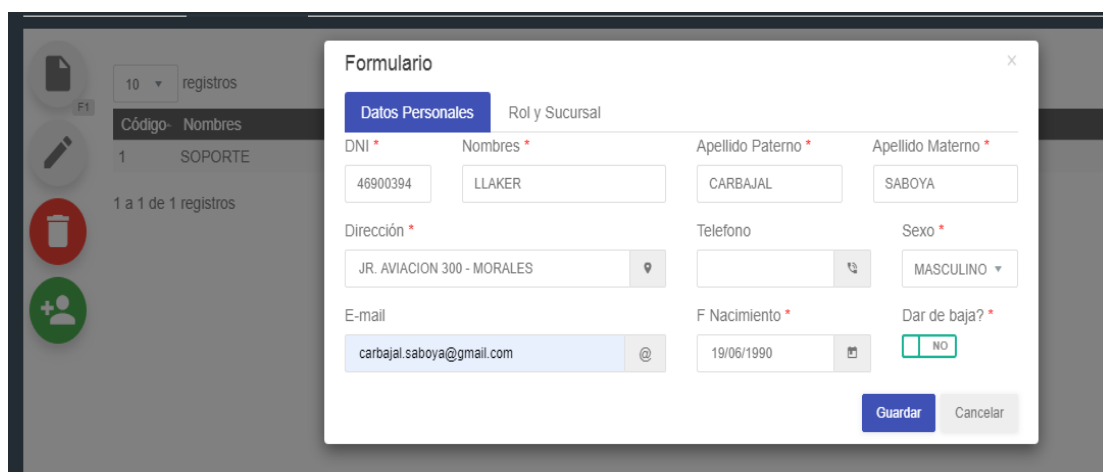 Formulario ×
Datos Personales Rol y Sucursal
DNI * Nombres * Apellido Paterno * Apellido Materno *
46900394 LLAKER CARBAJAL SABOYA
Dirección * Telefono Sexo *
JR. AVIACION 300 - MORALES MASCULINO
E-mail F Nacimiento * Dar de baja? *
carbajal.saboya@gmail.com @ 19/06/1990 NO
Guardar Cancelar
F1
10 registros
Código- Nombres
1 SOPORTE
1 a 1 de 1 registros